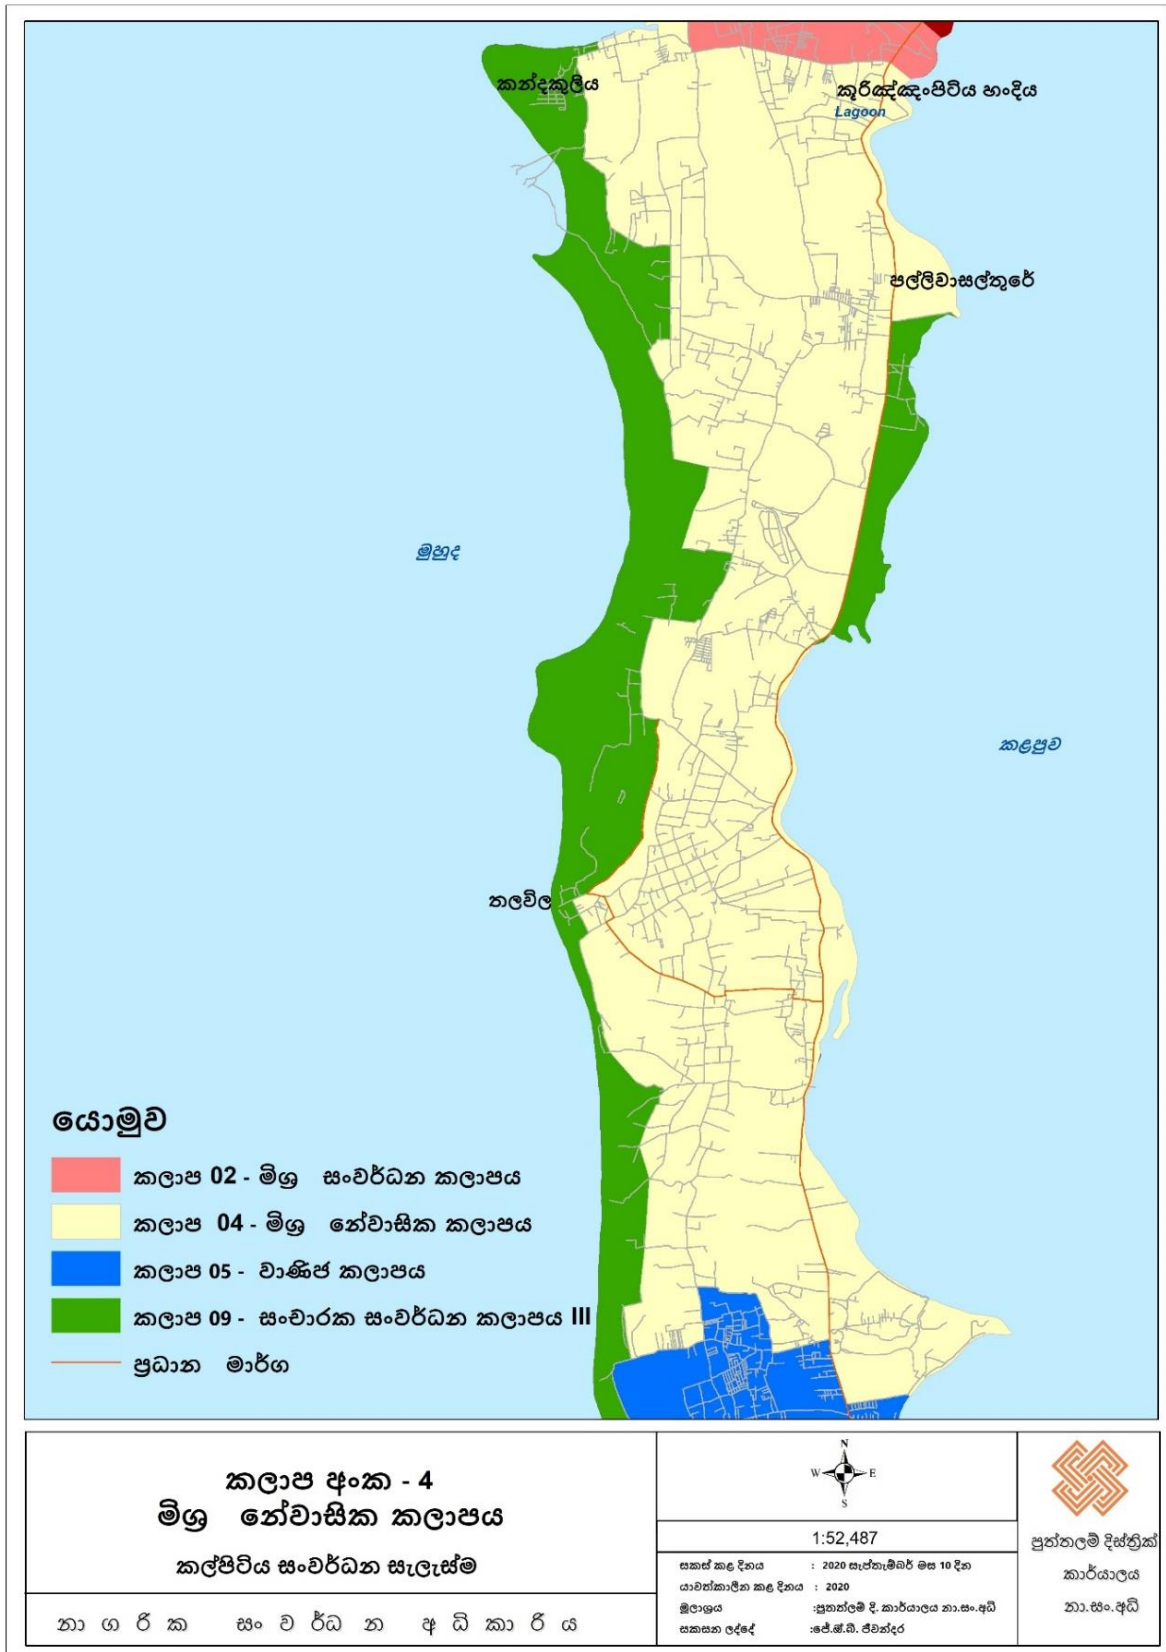 කන්දකුලිය
කුරිඤ්ඤංපිටිය හංදිය
Lagoon
පල්ලිවාසල්තුරේ
මුහුද
කළපුව
තලවිල
යොමුව
කලාප 02 - මිශ්‍ර සංවර්ධන කලාපය
කලාප 04 - මිශ්‍ර නේවාසික කලාපය
කලාප 05 - වාණිජ කලාපය
කලාප 09 - සංචාරක සංවර්ධන කලාපය III
ප්‍රධාන මාර්ග
කලාප අංක - 4
මිශ්‍ර නේවාසික කලාපය
කල්පිටිය සංවර්ධන සැලැස්ම
නාගරික සංවර්ධන අධිකාරිය
N
W E
S
1:52,487
සකස් කළ දිනය : 2020 සැප්තැම්බර් මස 10 දින
යාවත්කාලීන කළ දිනය : 2020
මූලාශ්‍රය :පුත්තලම් දි. කාර්යාලය නා.සං.අධි
සකසන ලද්දේ
පුත්තලම් දිස්ත්‍රික්
කාර්යාලය
නා.සං.අධි